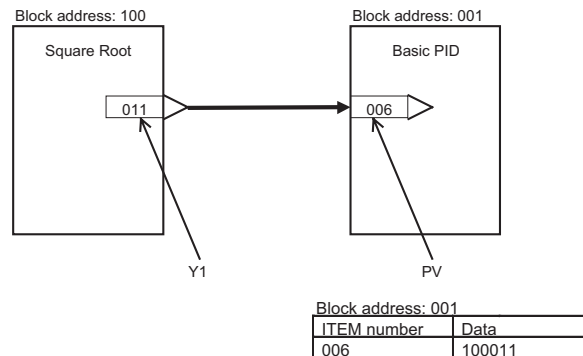 Block address: 100
Block address: 001
Square Root
Basic PID
011
006
Y1
PV
Block address: 001
ITEM number Data
006 100011